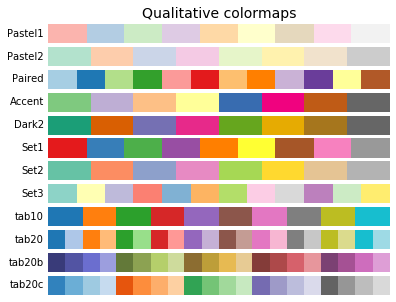 Qualitative colormaps
Pastel1
Pastel2
Paired
Accent
Dark2
Set1
Set2
Set3
tab10
tab20
tab20b
tab20c